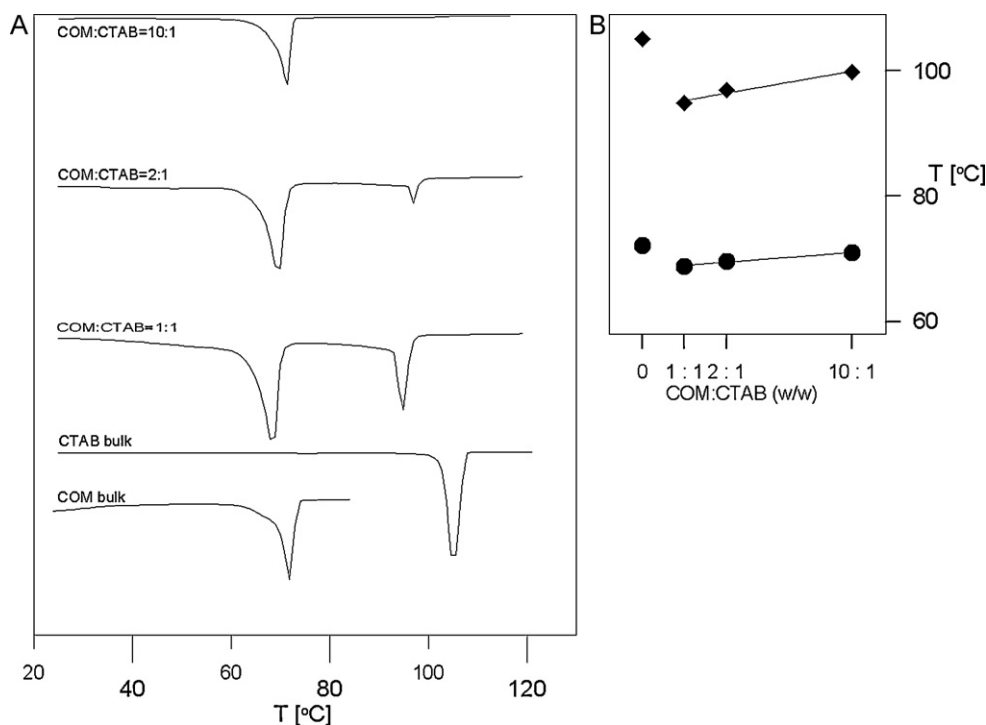 A
COM:CTAB=10:1
COM:CTAB=2:1
COM:CTAB=1:1
CTAB bulk
COM bulk
20 40 60 80 100 120
T [°C]
B
100
80
60
T [°C]
0 1 : 1 2 : 1 10 : 1
COM:CTAB (w/w)